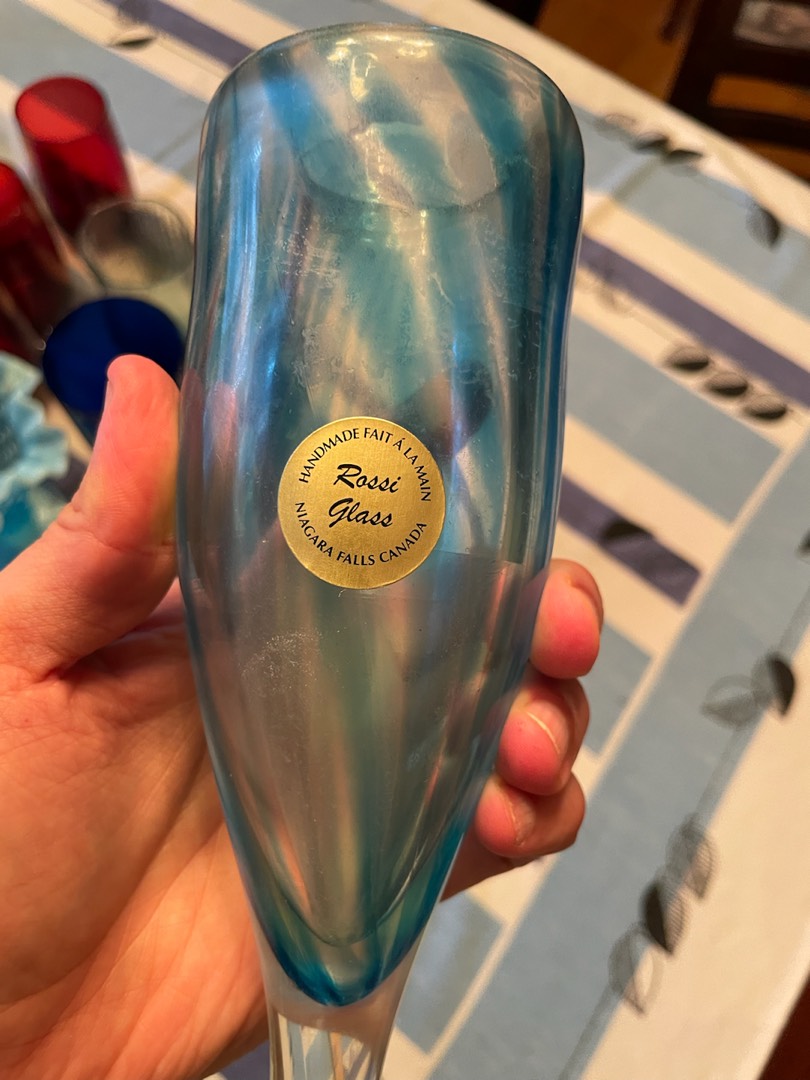 HANDMADE FAIT Á LA MAIN
Rossi
Glass
NIAGARA FALLS CANADA